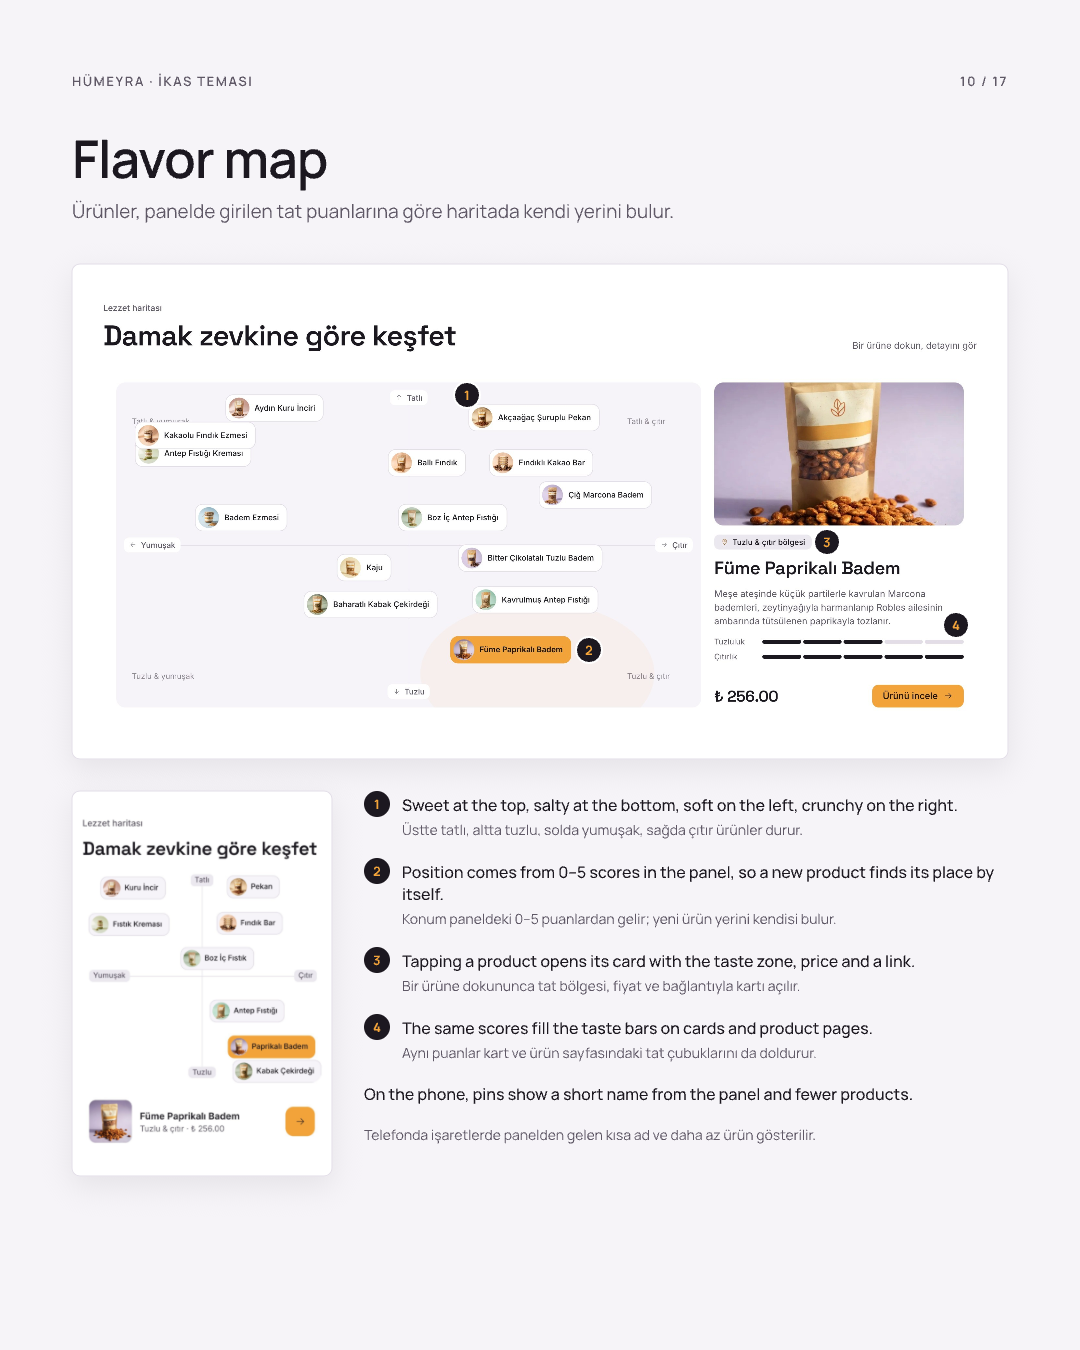 HÜMEYRA · İKAS TEMASI
10 / 17
Flavor map
Ürünler, panelde girilen tat puanlarına göre haritada kendi yerini bulur.
Lezzet haritası
Damak zevkine göre keşfet
Bir ürüne dokun, detayını gör
↑ Tatlı
1
Aydın Kuru İnciri
Akçaağaç Şuruplu Pekan
Tatlı & yumuşak
Tatlı & çıtır
Kakaolu Fındık Ezmesi
Antep Fıstığı Kreması
Ballı Fındık
Fındıklı Kakao Bar
Çiğ Marcona Badem
Badem Ezmesi
Boz İç Antep Fıstığı
← Yumuşak
→ Çıtır
Bitter Çikolatalı Tuzlu Badem
Kaju
Baharatlı Kabak Çekirdeği
Kavrulmuş Antep Fıstığı
Füme Paprikalı Badem
2
Tuzlu & yumuşak
Tuzlu & çıtır
↓ Tuzlu
Tuzlu & çıtır bölgesi
3
Füme Paprikalı Badem
Meşe ateşinde küçük partilerle kavrulan Marcona
bademleri, zeytinyağıyla harmanlanıp Robles ailesinin
ambarında tütsülenen paprikayla tozlanır.
4
Tuzluluk
Çıtırlık
₺ 256.00
Ürünü incele →
Lezzet haritası
Damak zevkine göre keşfet
Kuru İncir
Tatlı
Pekan
Fıstık Kreması
Fındık Bar
Boz İç Fıstık
Yumuşak
Çıtır
Antep Fıstığı
Paprikalı Badem
Tuzlu
Kabak Çekirdeği
Füme Paprikalı Badem
Tuzlu & çıtır · ₺ 256.00
→
1 Sweet at the top, salty at the bottom, soft on the left, crunchy on the right.
Üstte tatlı, altta tuzlu, solda yumuşak, sağda çıtır ürünler durur.
2 Position comes from 0–5 scores in the panel, so a new product finds its place by
itself.
Konum paneldeki 0–5 puanlardan gelir; yeni ürün yerini kendisi bulur.
3 Tapping a product opens its card with the taste zone, price and a link.
Bir ürüne dokununca tat bölgesi, fiyat ve bağlantıyla kartı açılır.
4 The same scores fill the taste bars on cards and product pages.
Aynı puanlar kart ve ürün sayfasındaki tat çubuklarını da doldurur.
On the phone, pins show a short name from the panel and fewer products.
Telefonda işaretlerde panelden gelen kısa ad ve daha az ürün gösterilir.